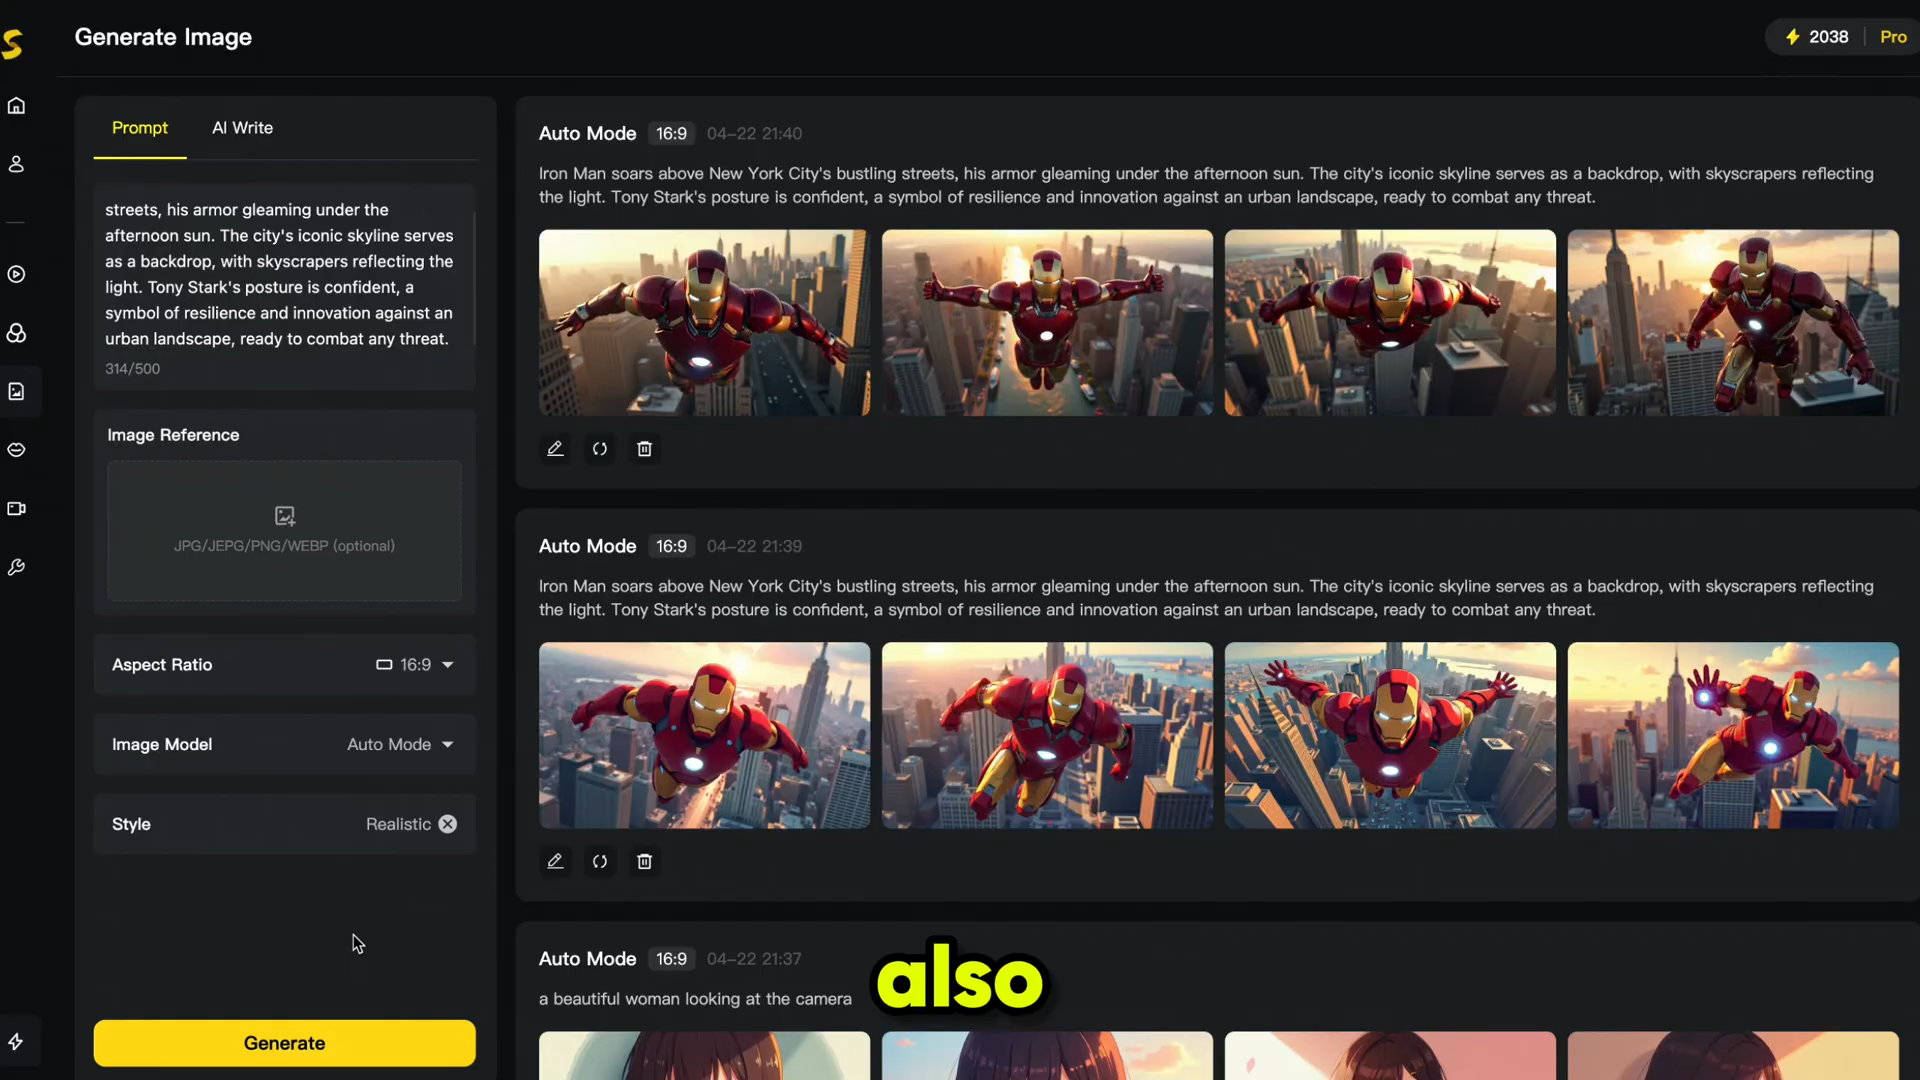 Generate Image
2038
Pro
Prompt
AI Write
streets, his armor gleaming under the
afternoon sun. The city's iconic skyline serves
as a backdrop, with skyscrapers reflecting the
light. Tony Stark's posture is confident, a
symbol of resilience and innovation against an
urban landscape, ready to combat any threat.
314/500
Image Reference
JPG/JEPG/PNG/WEBP (optional)
Aspect Ratio
16:9
Image Model
Auto Mode
Style
Realistic
Generate
Auto Mode 16:9 04-22 21:40
Iron Man soars above New York City's bustling streets, his armor gleaming under the afternoon sun. The city's iconic skyline serves as a backdrop, with skyscrapers reflecting
the light. Tony Stark's posture is confident, a symbol of resilience and innovation against an urban landscape, ready to combat any threat.
Auto Mode 16:9 04-22 21:39
Iron Man soars above New York City's bustling streets, his armor gleaming under the afternoon sun. The city's iconic skyline serves as a backdrop, with skyscrapers reflecting
the light. Tony Stark's posture is confident, a symbol of resilience and innovation against an urban landscape, ready to combat any threat.
Auto Mode 16:9 04-22 21:37
a beautiful woman looking at the camera
also